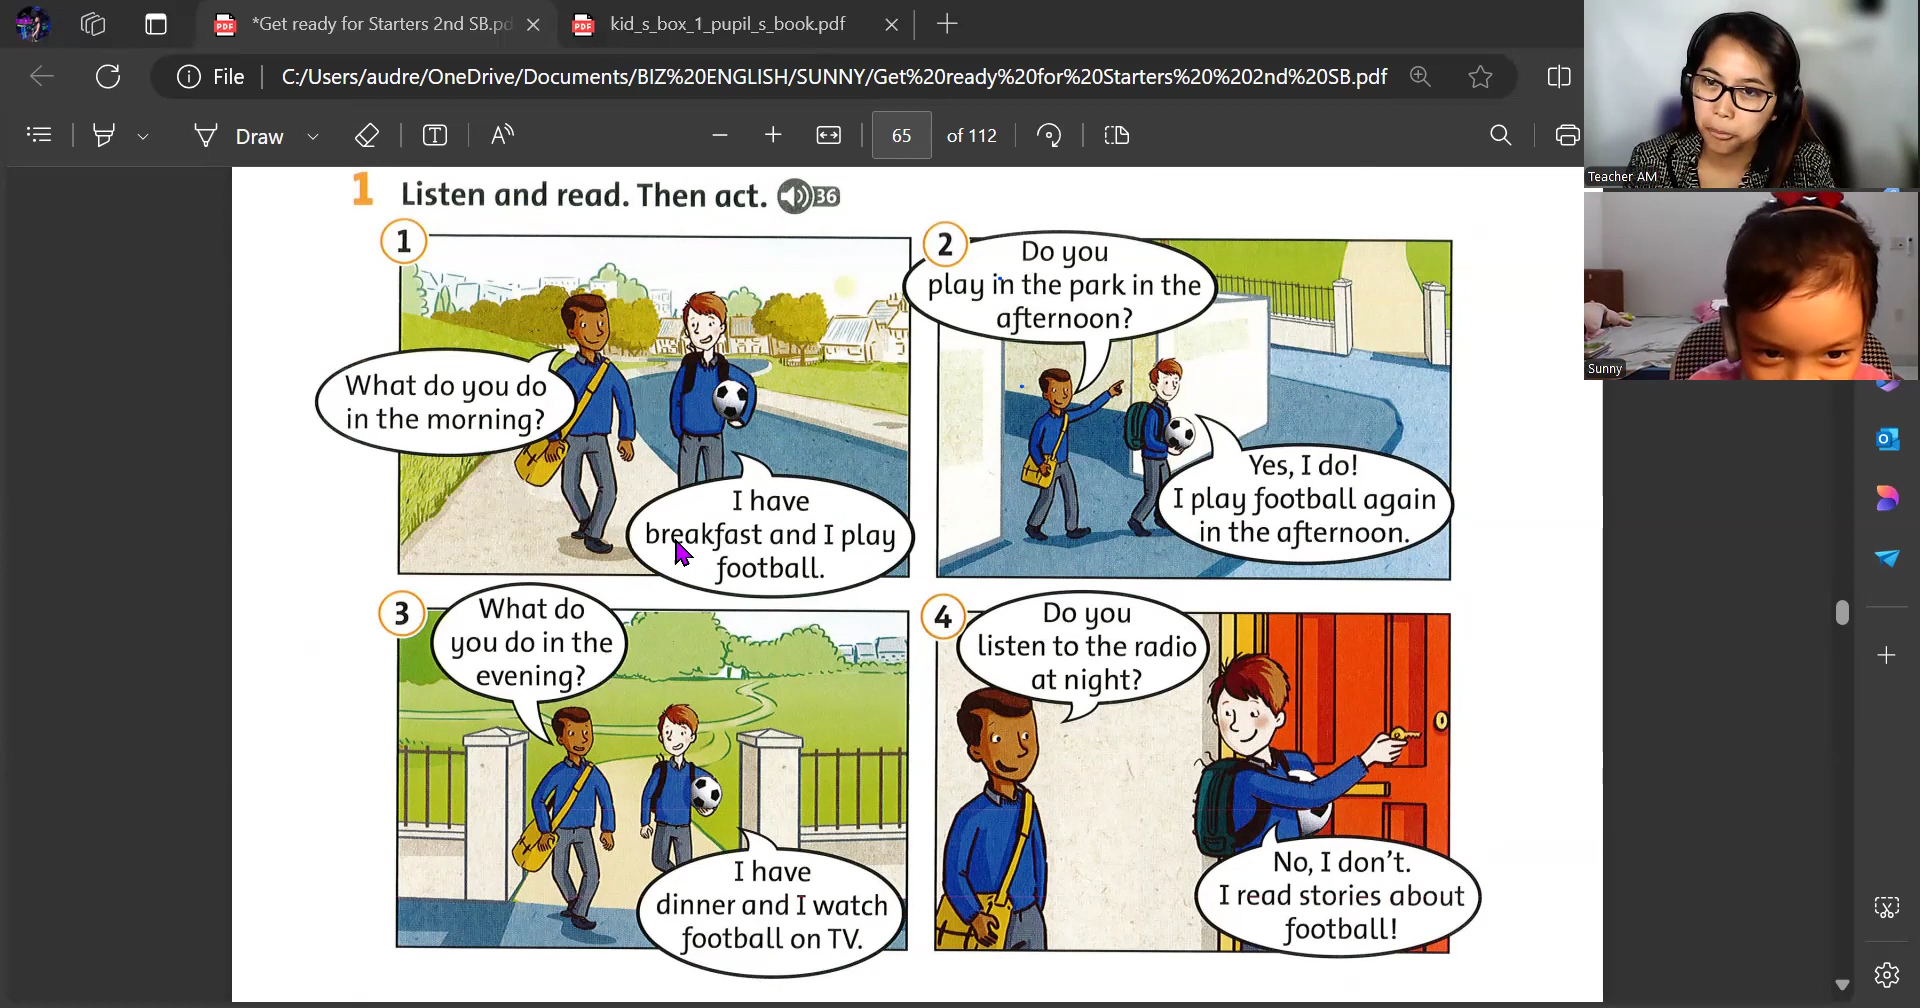 *Get ready for Starters 2nd SB.pd
kid_s_box_1_pupil_s_book.pdf
File
C:/Users/audre/OneDrive/Documents/BIZ%20ENGLISH/SUNNY/Get%20ready%20for%20Starters%20%202nd%20SB.pdf
Draw
65 of 112
Teacher AM
Sunny
1 Listen and read. Then act. 36
1
What do you do
in the morning?
I have
breakfast and I play
football.
2
Do you
play in the park in the
afternoon?
Yes, I do!
I play football again
in the afternoon.
3
What do
you do in the
evening?
I have
dinner and I watch
football on TV.
4
Do you
listen to the radio
at night?
No, I don't.
I read stories about
football!